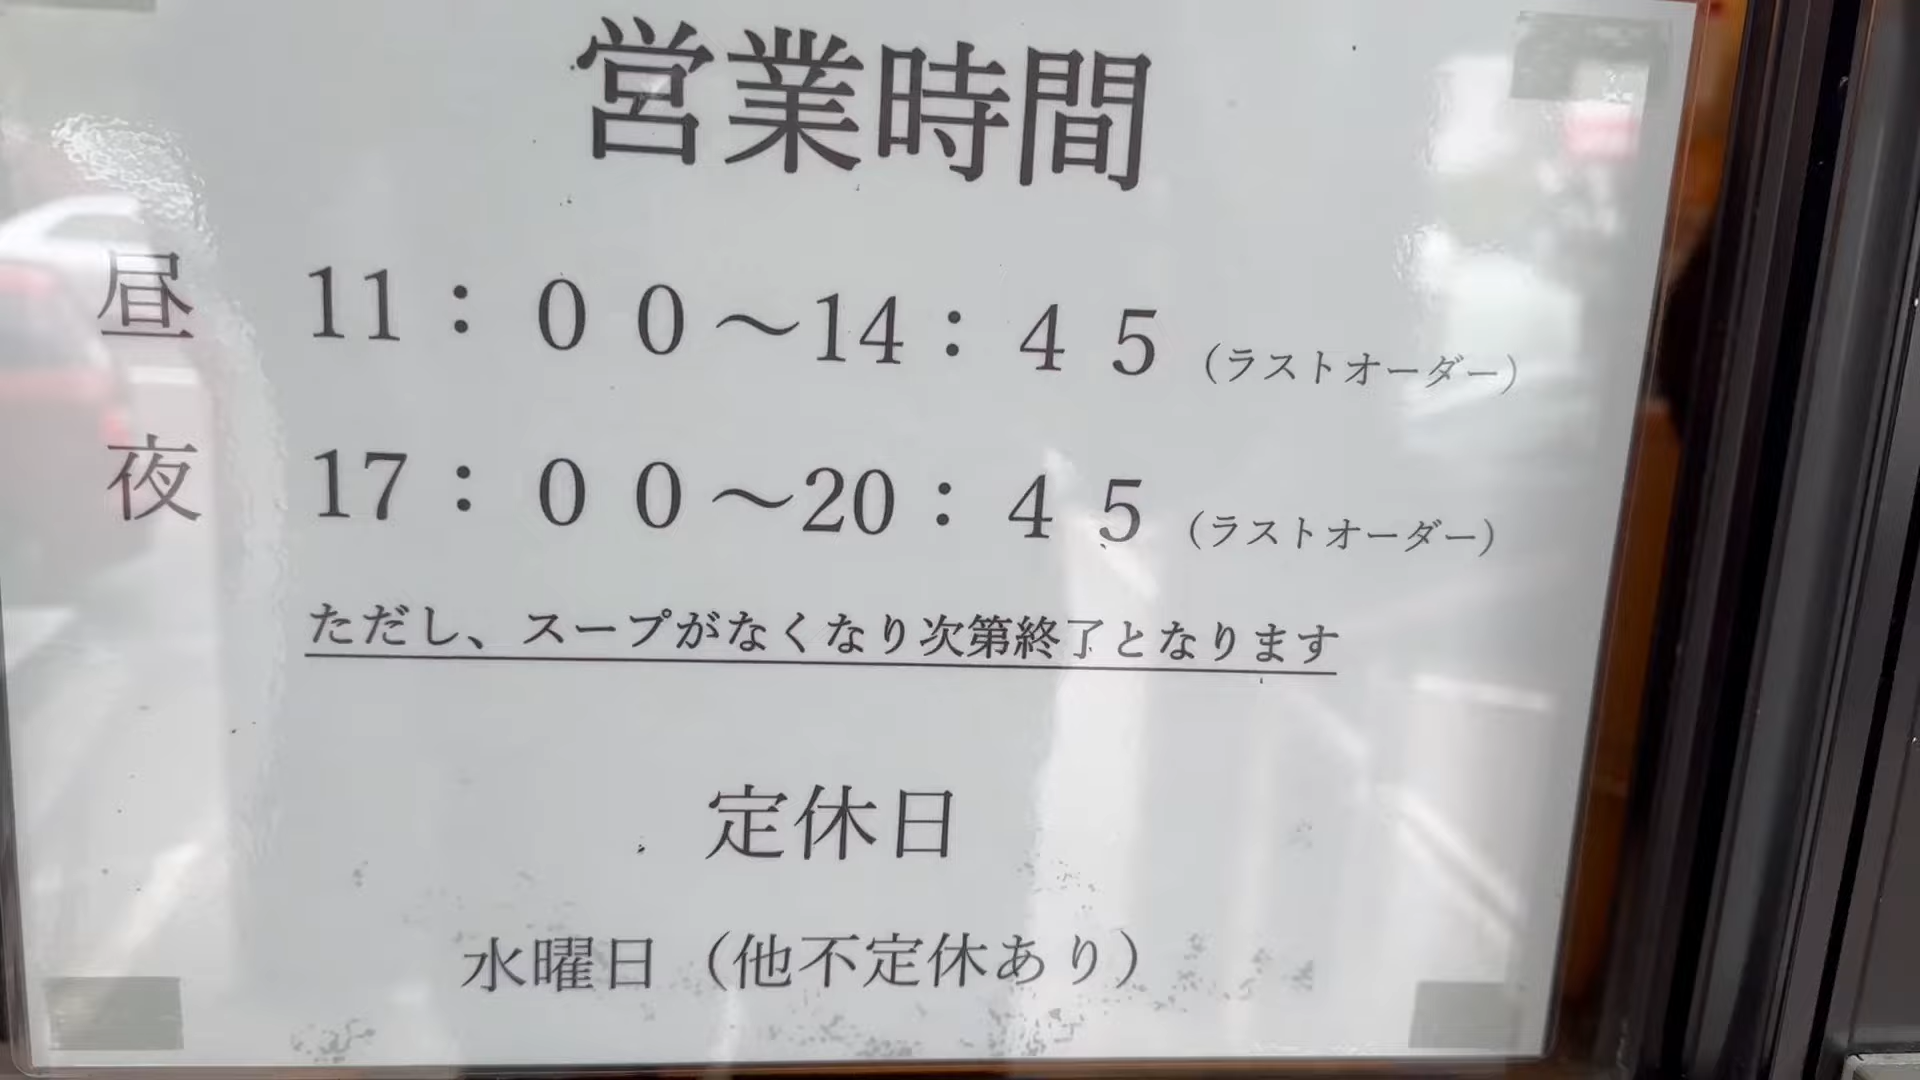 営業時間
昼 11：００～14：４５（ラストオーダー）
夜 17：００～20：４５（ラストオーダー）
ただし、スープがなくなり次第終了となります
定休日
水曜日（他不定休あり）